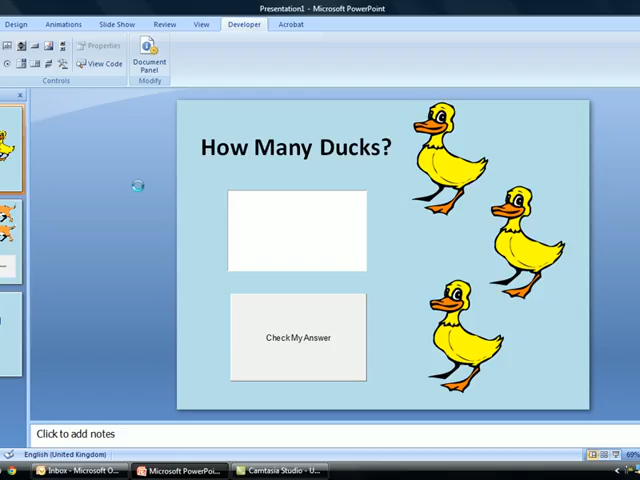 Presentation1 - Microsoft PowerPoint
Design Animations Slide Show Review View Developer Acrobat
Properties
View Code
Controls
Document
Panel
Modify
How Many Ducks?
Check My Answer
Click to add notes
English (United Kingdom)
69%
Inbox - Microsoft O...
Microsoft PowerPoi...
Camtasia Studio - U...